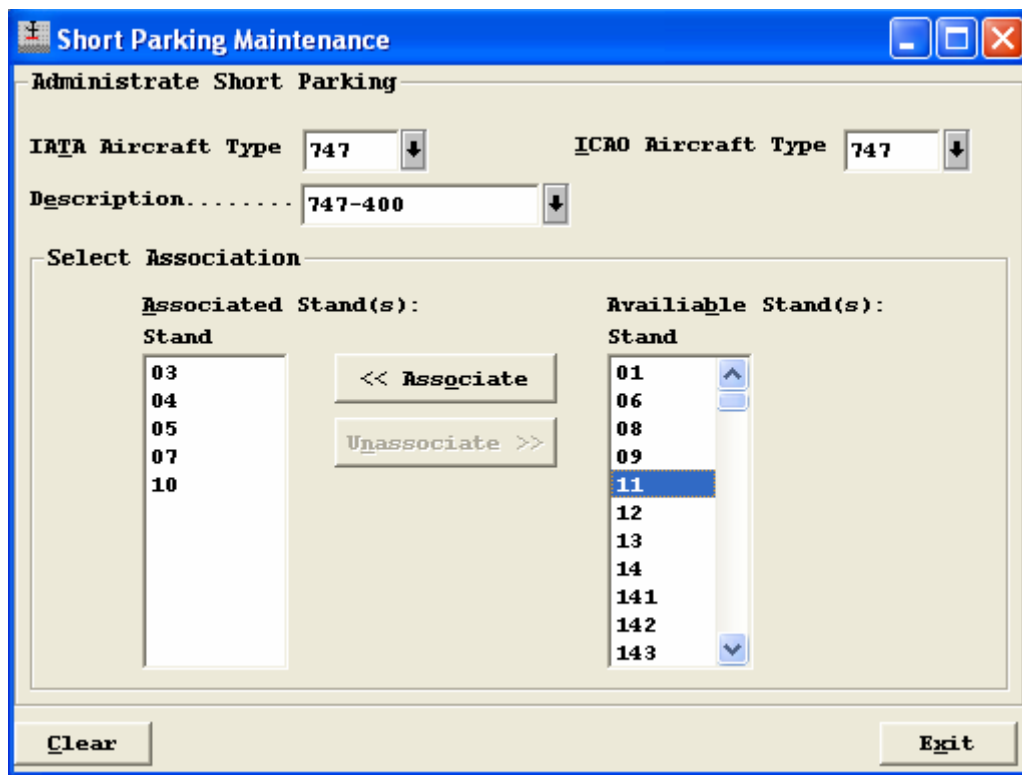 Short Parking Maintenance
Administrate Short Parking
IATA Aircraft Type 747 ICAO Aircraft Type 747
Description........ 747-400
Select Association
Associated Stand(s): Availiable Stand(s):
Stand Stand
03 << Associate 01
04 06
05 Unassociate >> 08
07 09
10 11
12
13
14
141
142
143
Clear Exit